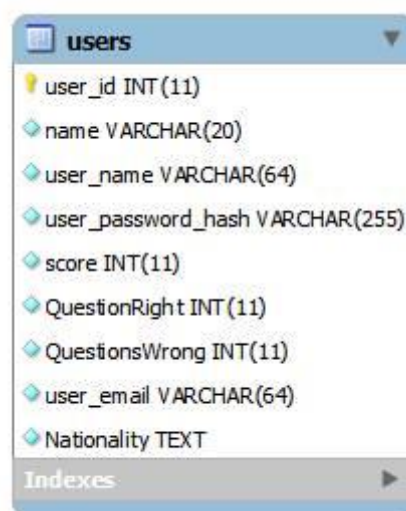 users
user_id INT(11)
name VARCHAR(20)
user_name VARCHAR(64)
user_password_hash VARCHAR(255)
score INT(11)
QuestionRight INT(11)
QuestionsWrong INT(11)
user_email VARCHAR(64)
Nationality TEXT
Indexes